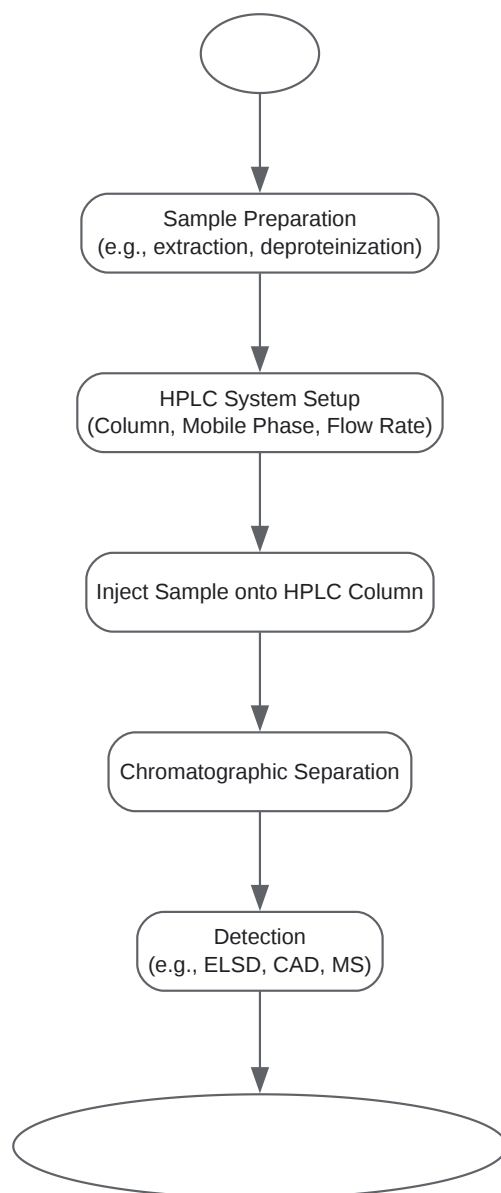 Sample Preparation
(e.g., extraction, deproteinization)
HPLC System Setup
(Column, Mobile Phase, Flow Rate)
Inject Sample onto HPLC Column
Chromatographic Separation
Detection
(e.g., ELSD, CAD, MS)